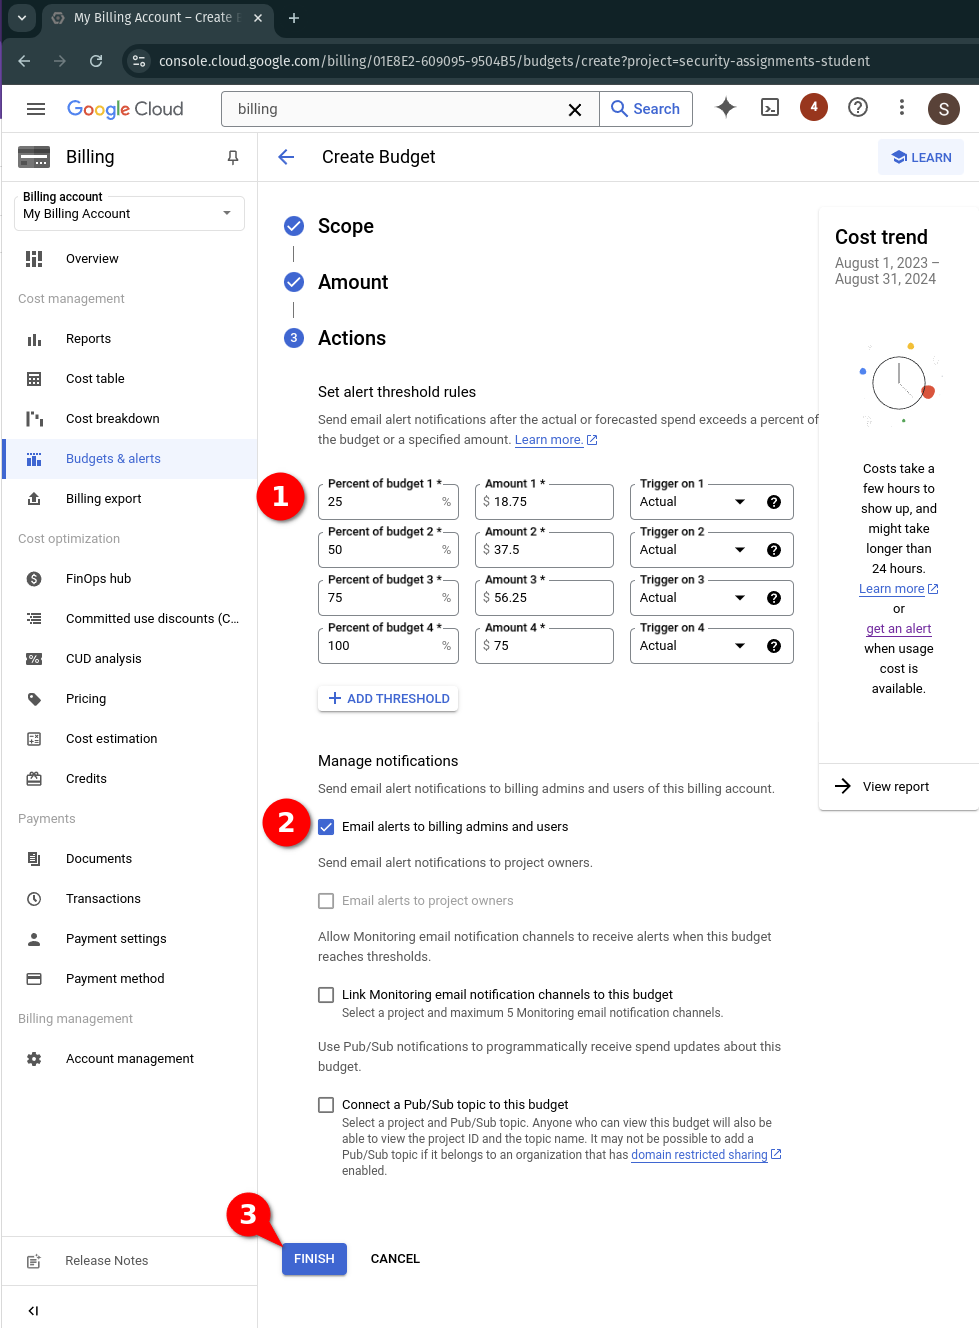 My Billing Account – Create
console.cloud.google.com/billing/01E8E2-609095-9504B5/budgets/create?project=security-assignments-student
Google Cloud
billing
Search
4
S
Billing
Create Budget
LEARN
Billing account
My Billing Account
Overview
Cost management
Reports
Cost table
Cost breakdown
Budgets & alerts
Billing export
Cost optimization
FinOps hub
Committed use discounts (C...
CUD analysis
Pricing
Cost estimation
Credits
Payments
Documents
Transactions
Payment settings
Payment method
Billing management
Account management
Release Notes
Scope
Amount
3 Actions
Set alert threshold rules
Send email alert notifications after the actual or forecasted spend exceeds a percent of
the budget or a specified amount. Learn more.
1
Percent of budget 1 * Amount 1 * Trigger on 1
25 % $ 18.75 Actual
Percent of budget 2 * Amount 2 * Trigger on 2
50 % $ 37.5 Actual
Percent of budget 3 * Amount 3 * Trigger on 3
75 % $ 56.25 Actual
Percent of budget 4 * Amount 4 * Trigger on 4
100 % $ 75 Actual
ADD THRESHOLD
Manage notifications
Send email alert notifications to billing admins and users of this billing account.
2
Email alerts to billing admins and users
Send email alert notifications to project owners.
Email alerts to project owners
Allow Monitoring email notification channels to receive alerts when this budget
reaches thresholds.
Link Monitoring email notification channels to this budget
Select a project and maximum 5 Monitoring email notification channels.
Use Pub/Sub notifications to programmatically receive spend updates about this
budget.
Connect a Pub/Sub topic to this budget
Select a project and Pub/Sub topic. Anyone who can view this budget will also be
able to view the project ID and the topic name. It may not be possible to add a
Pub/Sub topic if it belongs to an organization that has domain restricted sharing
enabled.
3
FINISH
CANCEL
Cost trend
August 1, 2023 –
August 31, 2024
Costs take a
few hours to
show up, and
might take
longer than
24 hours.
Learn more
or
get an alert
when usage
cost is
available.
View report